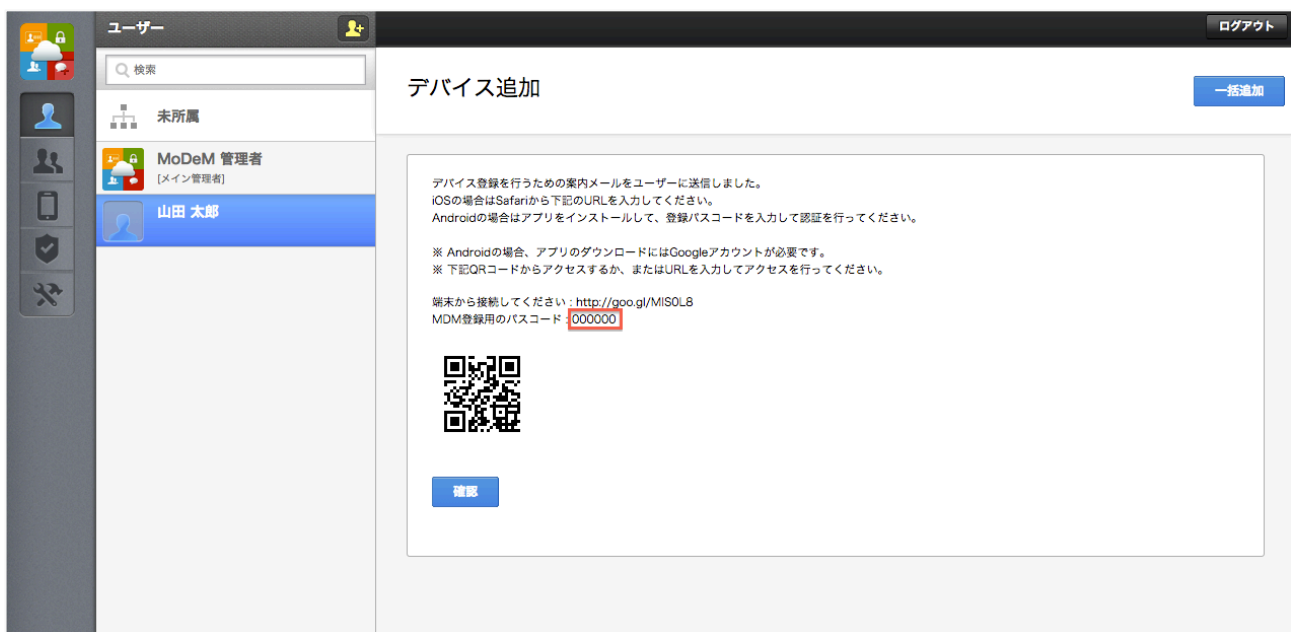 ユーザー
ログアウト
検索
未所属
MoDeM 管理者
[メイン管理者]
山田 太郎
デバイス追加
一括追加
デバイス登録を行うための案内メールをユーザーに送信しました。
iOSの場合はSafariから下記のURLを入力してください。
Androidの場合はアプリをインストールして、登録パスコードを入力して認証を行ってください。
※ Androidの場合、アプリのダウンロードにはGoogleアカウントが必要です。
※ 下記QRコードからアクセスするか、またはURLを入力してアクセスを行ってください。
端末から接続してください : http://goo.gl/MIS0L8
MDM登録用のパスコード : 000000
確認